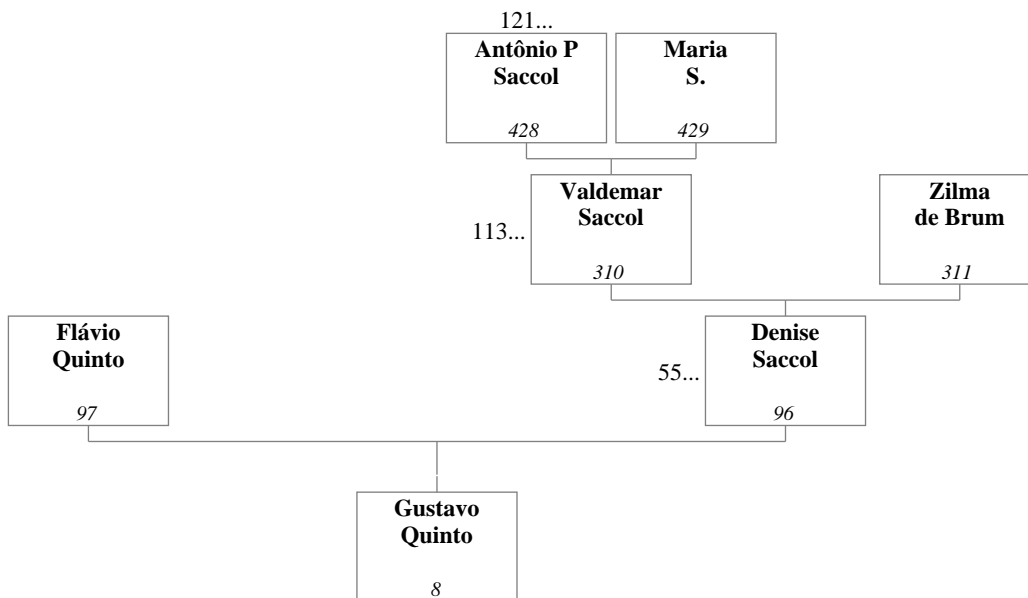 121...
Antônio P
Saccol
428
Maria
S.
429
113...
Valdemar
Saccol
310
Zilma
de Brum
311
Flávio
Quinto
97
55...
Denise
Saccol
96
Gustavo
Quinto
8